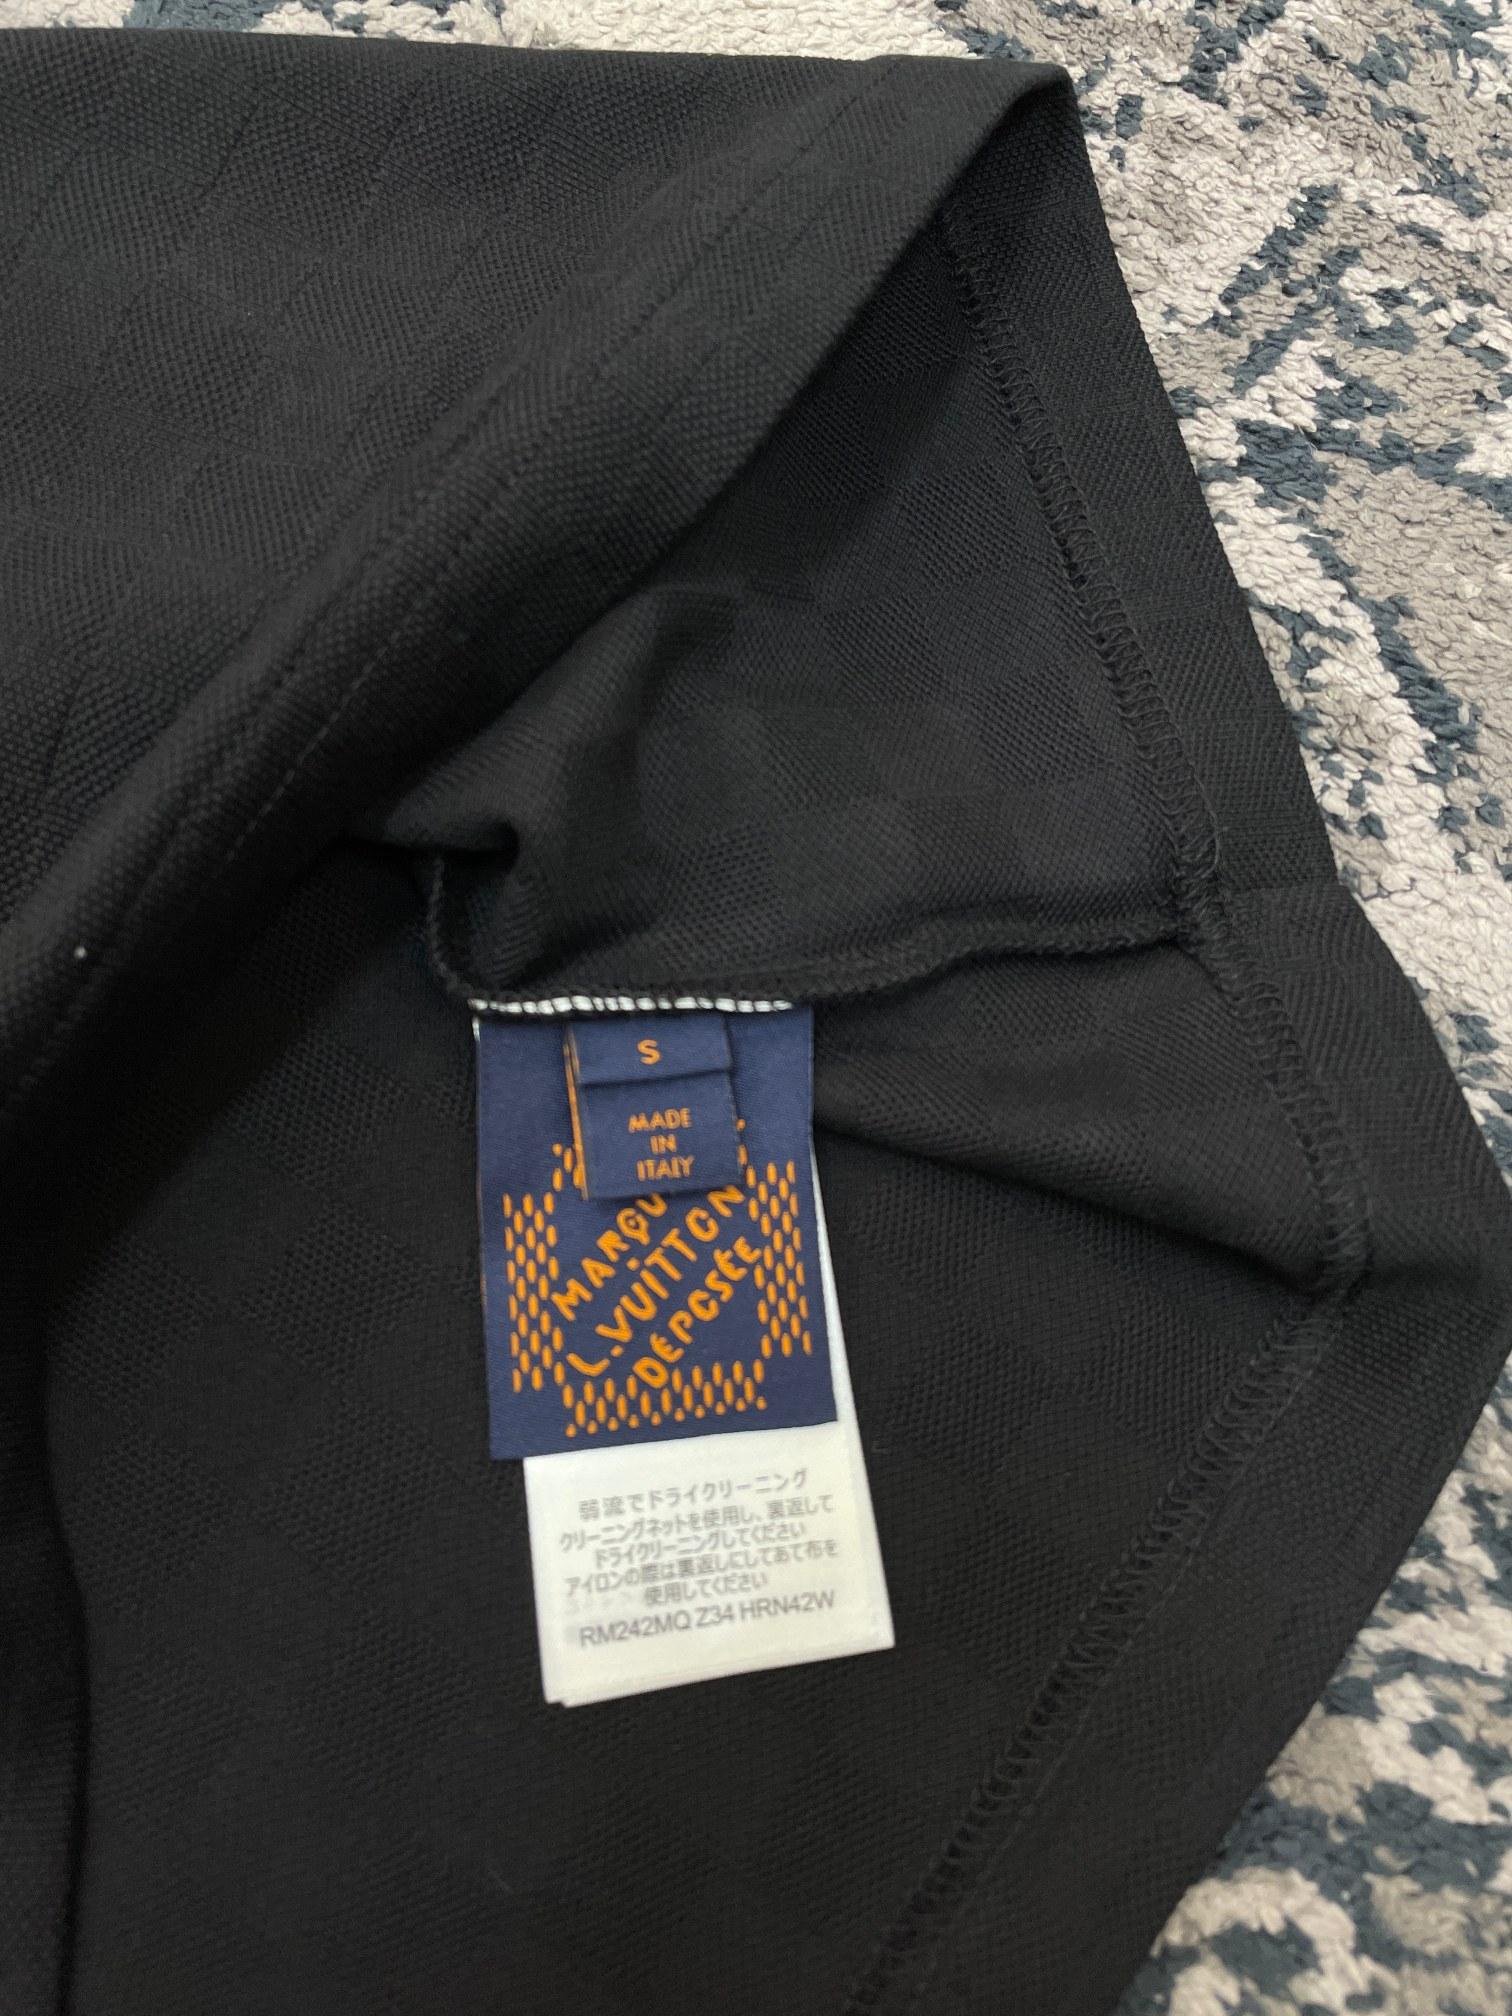 S
MADE
IN
ITALY
MARQU
L.VUITTON
DÉPOSÉE
弱流でドライクリーニング
クリーニングネットを使用し、裏返して
ドライクリーニングしてください
アイロンの際は裏返しにしてあて布を
使用してください
RM242MQ Z34 HRN42W